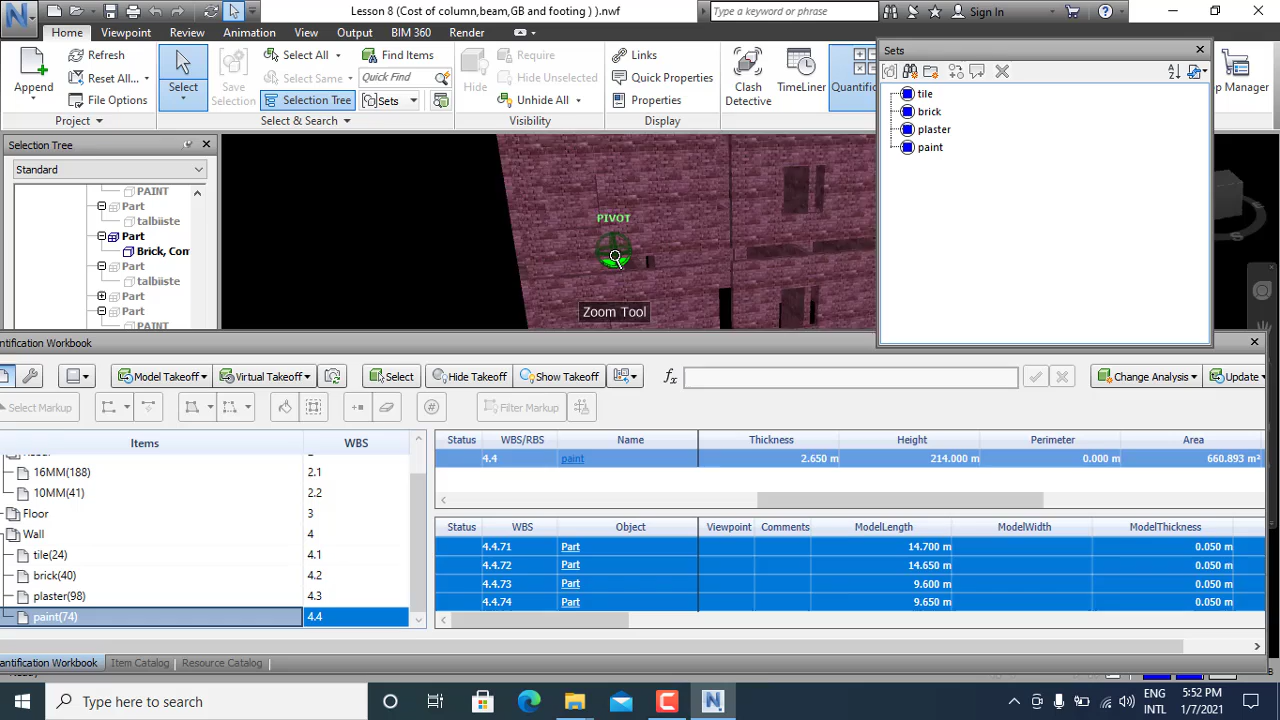 Lesson 8 (Cost of column,beam,GB and footing ) ).nwf
Type a keyword or phrase
Sign In
Home Viewpoint Review Animation View Output BIM 360 Render
Append
Refresh
Reset All...
File Options
Project
Select
Save Selection
Select All
Select Same
Selection Tree
Find Items
Quick Find
Sets
Select & Search
Hide
Require
Hide Unselected
Unhide All
Visibility
Links
Quick Properties
Properties
Display
Clash Detective
TimeLiner
Quantif
p Manager
Sets
tile
brick
plaster
paint
Selection Tree
Standard
PAINT
Part
talbiiste
Part
Brick, Con
Part
talbiiste
Part
Part
PAINT
PIVOT
Zoom Tool
antification Workbook
Model Takeoff Virtual Takeoff Select Hide Takeoff Show Takeoff fx Change Analysis Update
Select Markup # Filter Markup
Items WBS
2
16MM(188) 2.1
10MM(41) 2.2
Floor 3
Wall 4
tile(24) 4.1
brick(40) 4.2
plaster(98) 4.3
paint(74) 4.4
Status WBS/RBS Name Thickness Height Perimeter Area
4.4 paint 2.650 m 214.000 m 0.000 m 660.893 m²
Status WBS Object Viewpoint Comments ModelLength ModelWidth ModelThickness
4.4.71 Part 14.700 m 0.050 m
4.4.72 Part 14.650 m 0.050 m
4.4.73 Part 9.600 m 0.050 m
4.4.74 Part 9.650 m 0.050 m
antification Workbook Item Catalog Resource Catalog
Type here to search
ENG
INTL
5:52 PM
1/7/2021